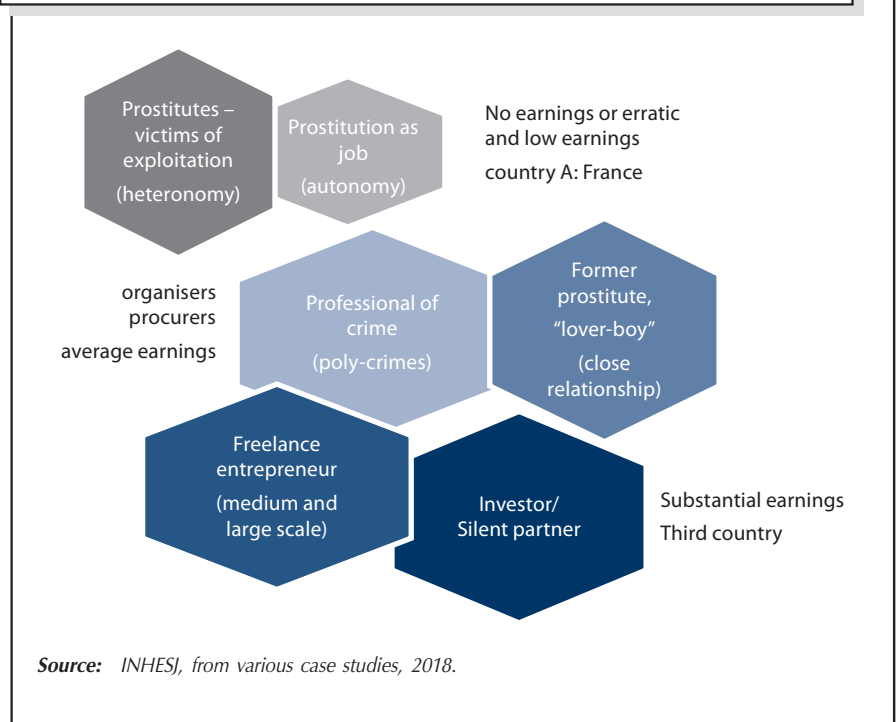 Prostitutes –
victims of
exploitation
(heteronomy)
Prostitution as
job
(autonomy)
No earnings or erratic
and low earnings
country A: France
organisers
procurers
average earnings
Professional of
crime
(poly-crimes)
Former
prostitute,
“lover-boy”
(close
relationship)
Freelance
entrepreneur
(medium and
large scale)
Investor/
Silent partner
Substantial earnings
Third country
Source: INHESJ, from various case studies, 2018.